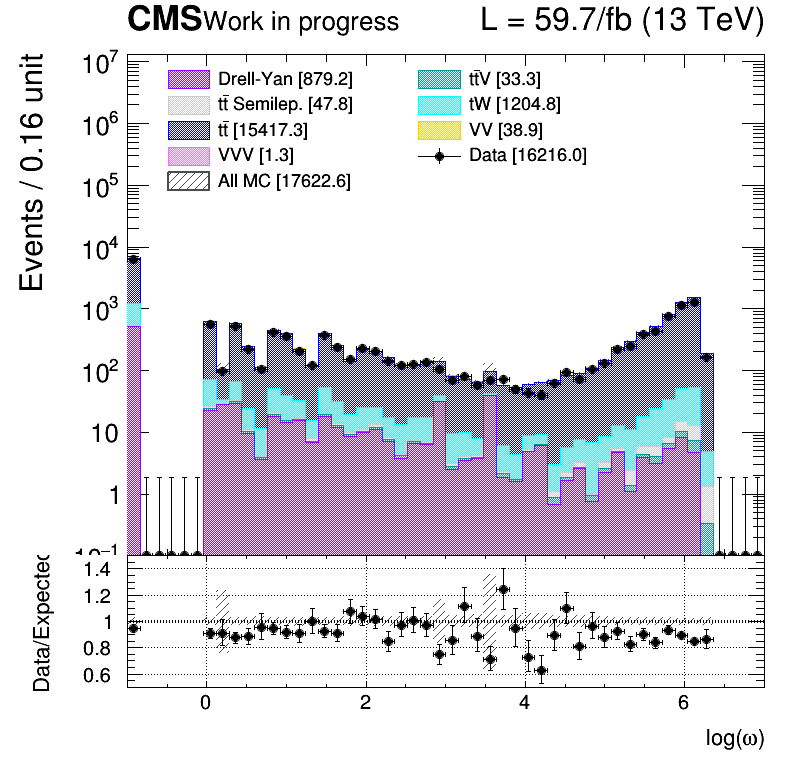 CMS Work in progress L = 59.7/fb (13 TeV)
Events / 0.16 unit
10⁷
10⁶
10⁵
10⁴
10³
10²
10
1
10⁻¹
Drell-Yan [879.2]
tt̄ Semilep. [47.8]
tt̄ [15417.3]
VVV [1.3]
All MC [17622.6]
tt̄V [33.3]
tW [1204.8]
VV [38.9]
Data [16216.0]
Data/Expected
1.4
1.2
1
0.8
0.6
0 2 4 6
log(ω)